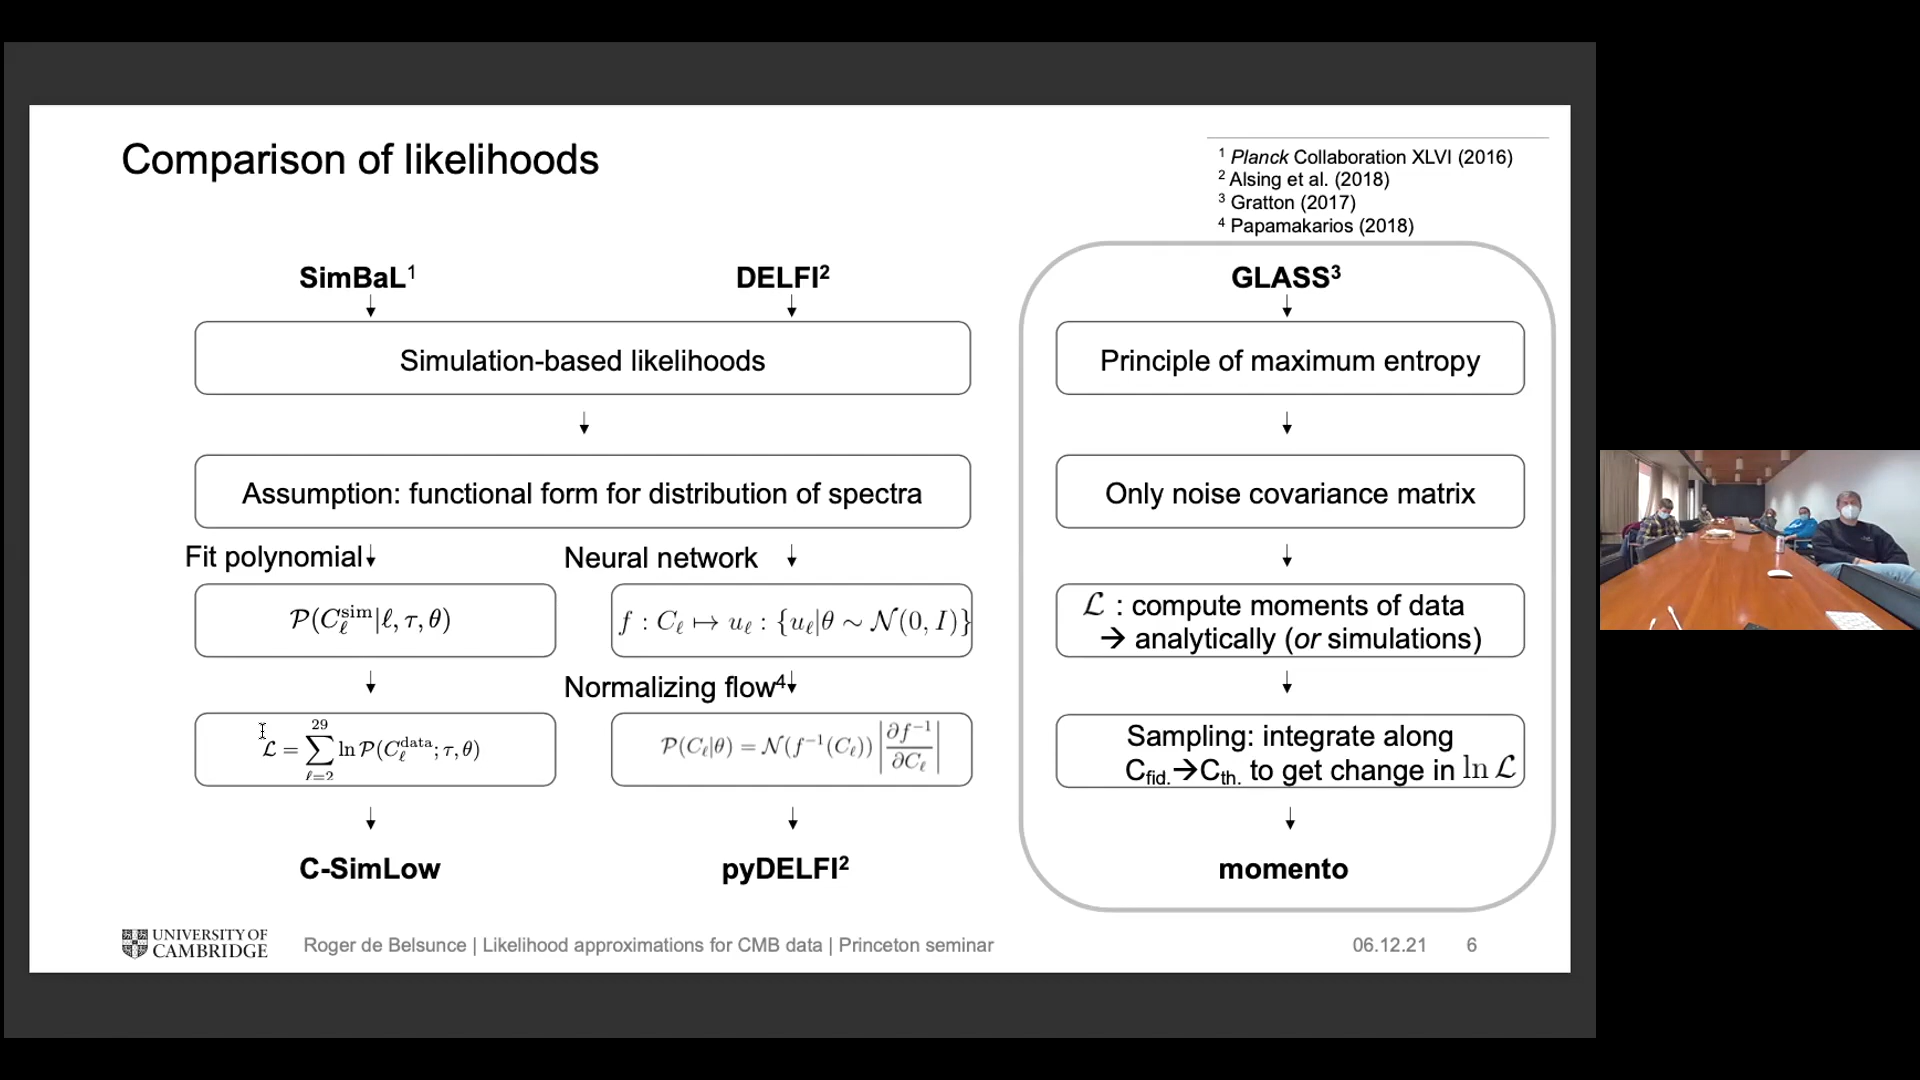 Comparison of likelihoods
¹ Planck Collaboration XLVI (2016)
² Alsing et al. (2018)
³ Gratton (2017)
⁴ Papamakarios (2018)
SimBaL¹
DELFI²
GLASS³
Simulation-based likelihoods
Principle of maximum entropy
Assumption: functional form for distribution of spectra
Only noise covariance matrix
Fit polynomial
Neural network
𝒫(C_ℓ^sim|ℓ, τ, θ)
f : C_ℓ ↦ u_ℓ : {u_ℓ|θ ∼ 𝒩(0, I)}
ℒ : compute moments of data
→ analytically (or simulations)
Normalizing flow⁴
ℒ = ∑_{ℓ=2}^{29} ln 𝒫(C_ℓ^data; τ, θ)
𝒫(C_ℓ|θ) = 𝒩(f⁻¹(C_ℓ)) |∂f⁻¹/∂C_ℓ|
Sampling: integrate along
C_fid.→C_th. to get change in ln ℒ
C-SimLow
pyDELFI²
momento
UNIVERSITY OF
CAMBRIDGE
Roger de Belsunce | Likelihood approximations for CMB data | Princeton seminar
06.12.21
6